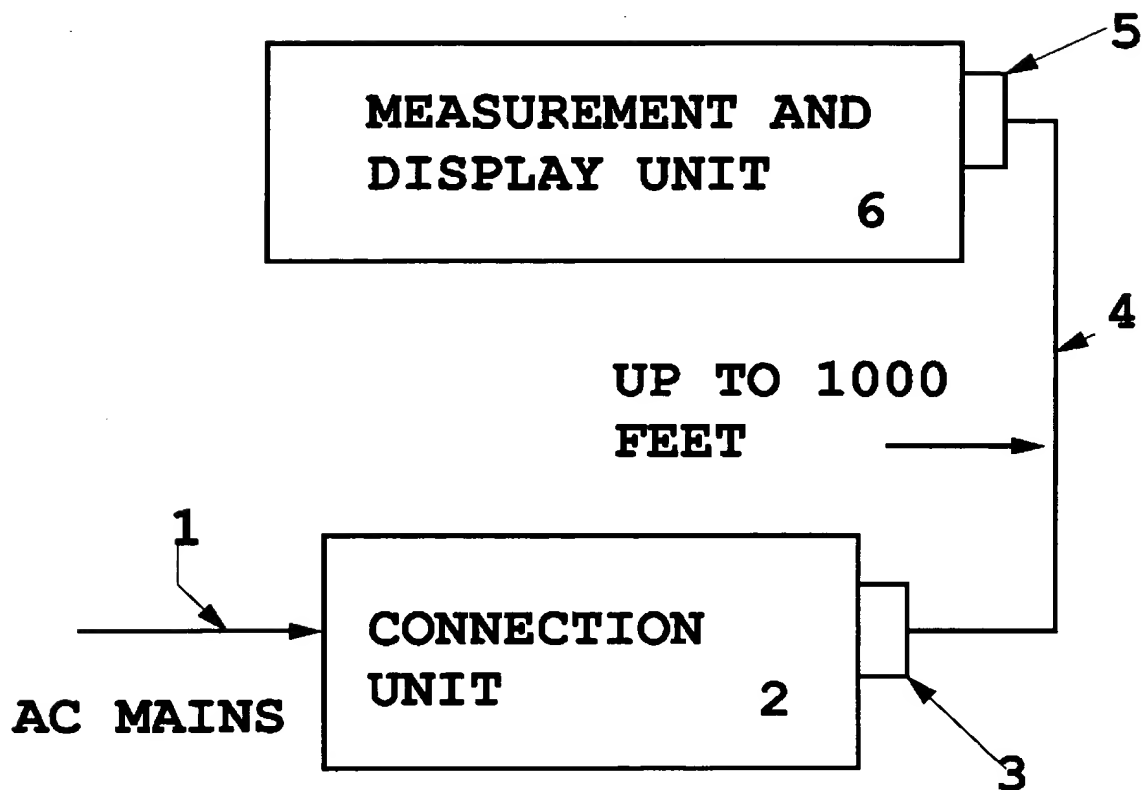 5
MEASUREMENT AND
DISPLAY UNIT
6
4
UP TO 1000
FEET
1
CONNECTION
UNIT
2
AC MAINS
3